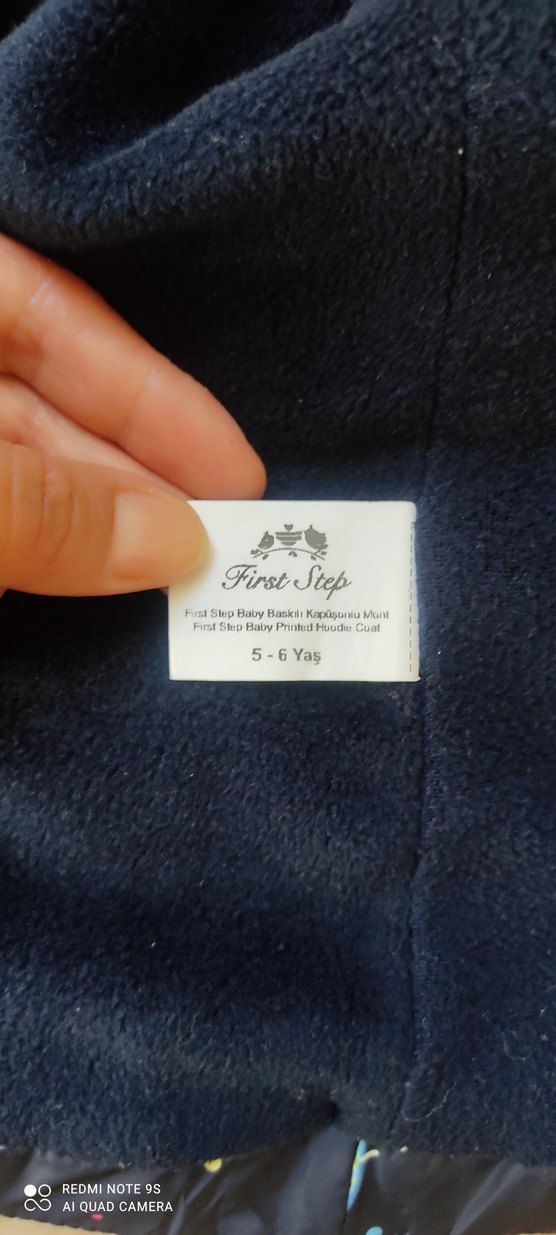 First Step
First Step Baby Baskılı Kapüşonlu Mont
First Step Baby Printed Hoodie Coat
5 - 6 Yaş
REDMI NOTE 9S
AI QUAD CAMERA